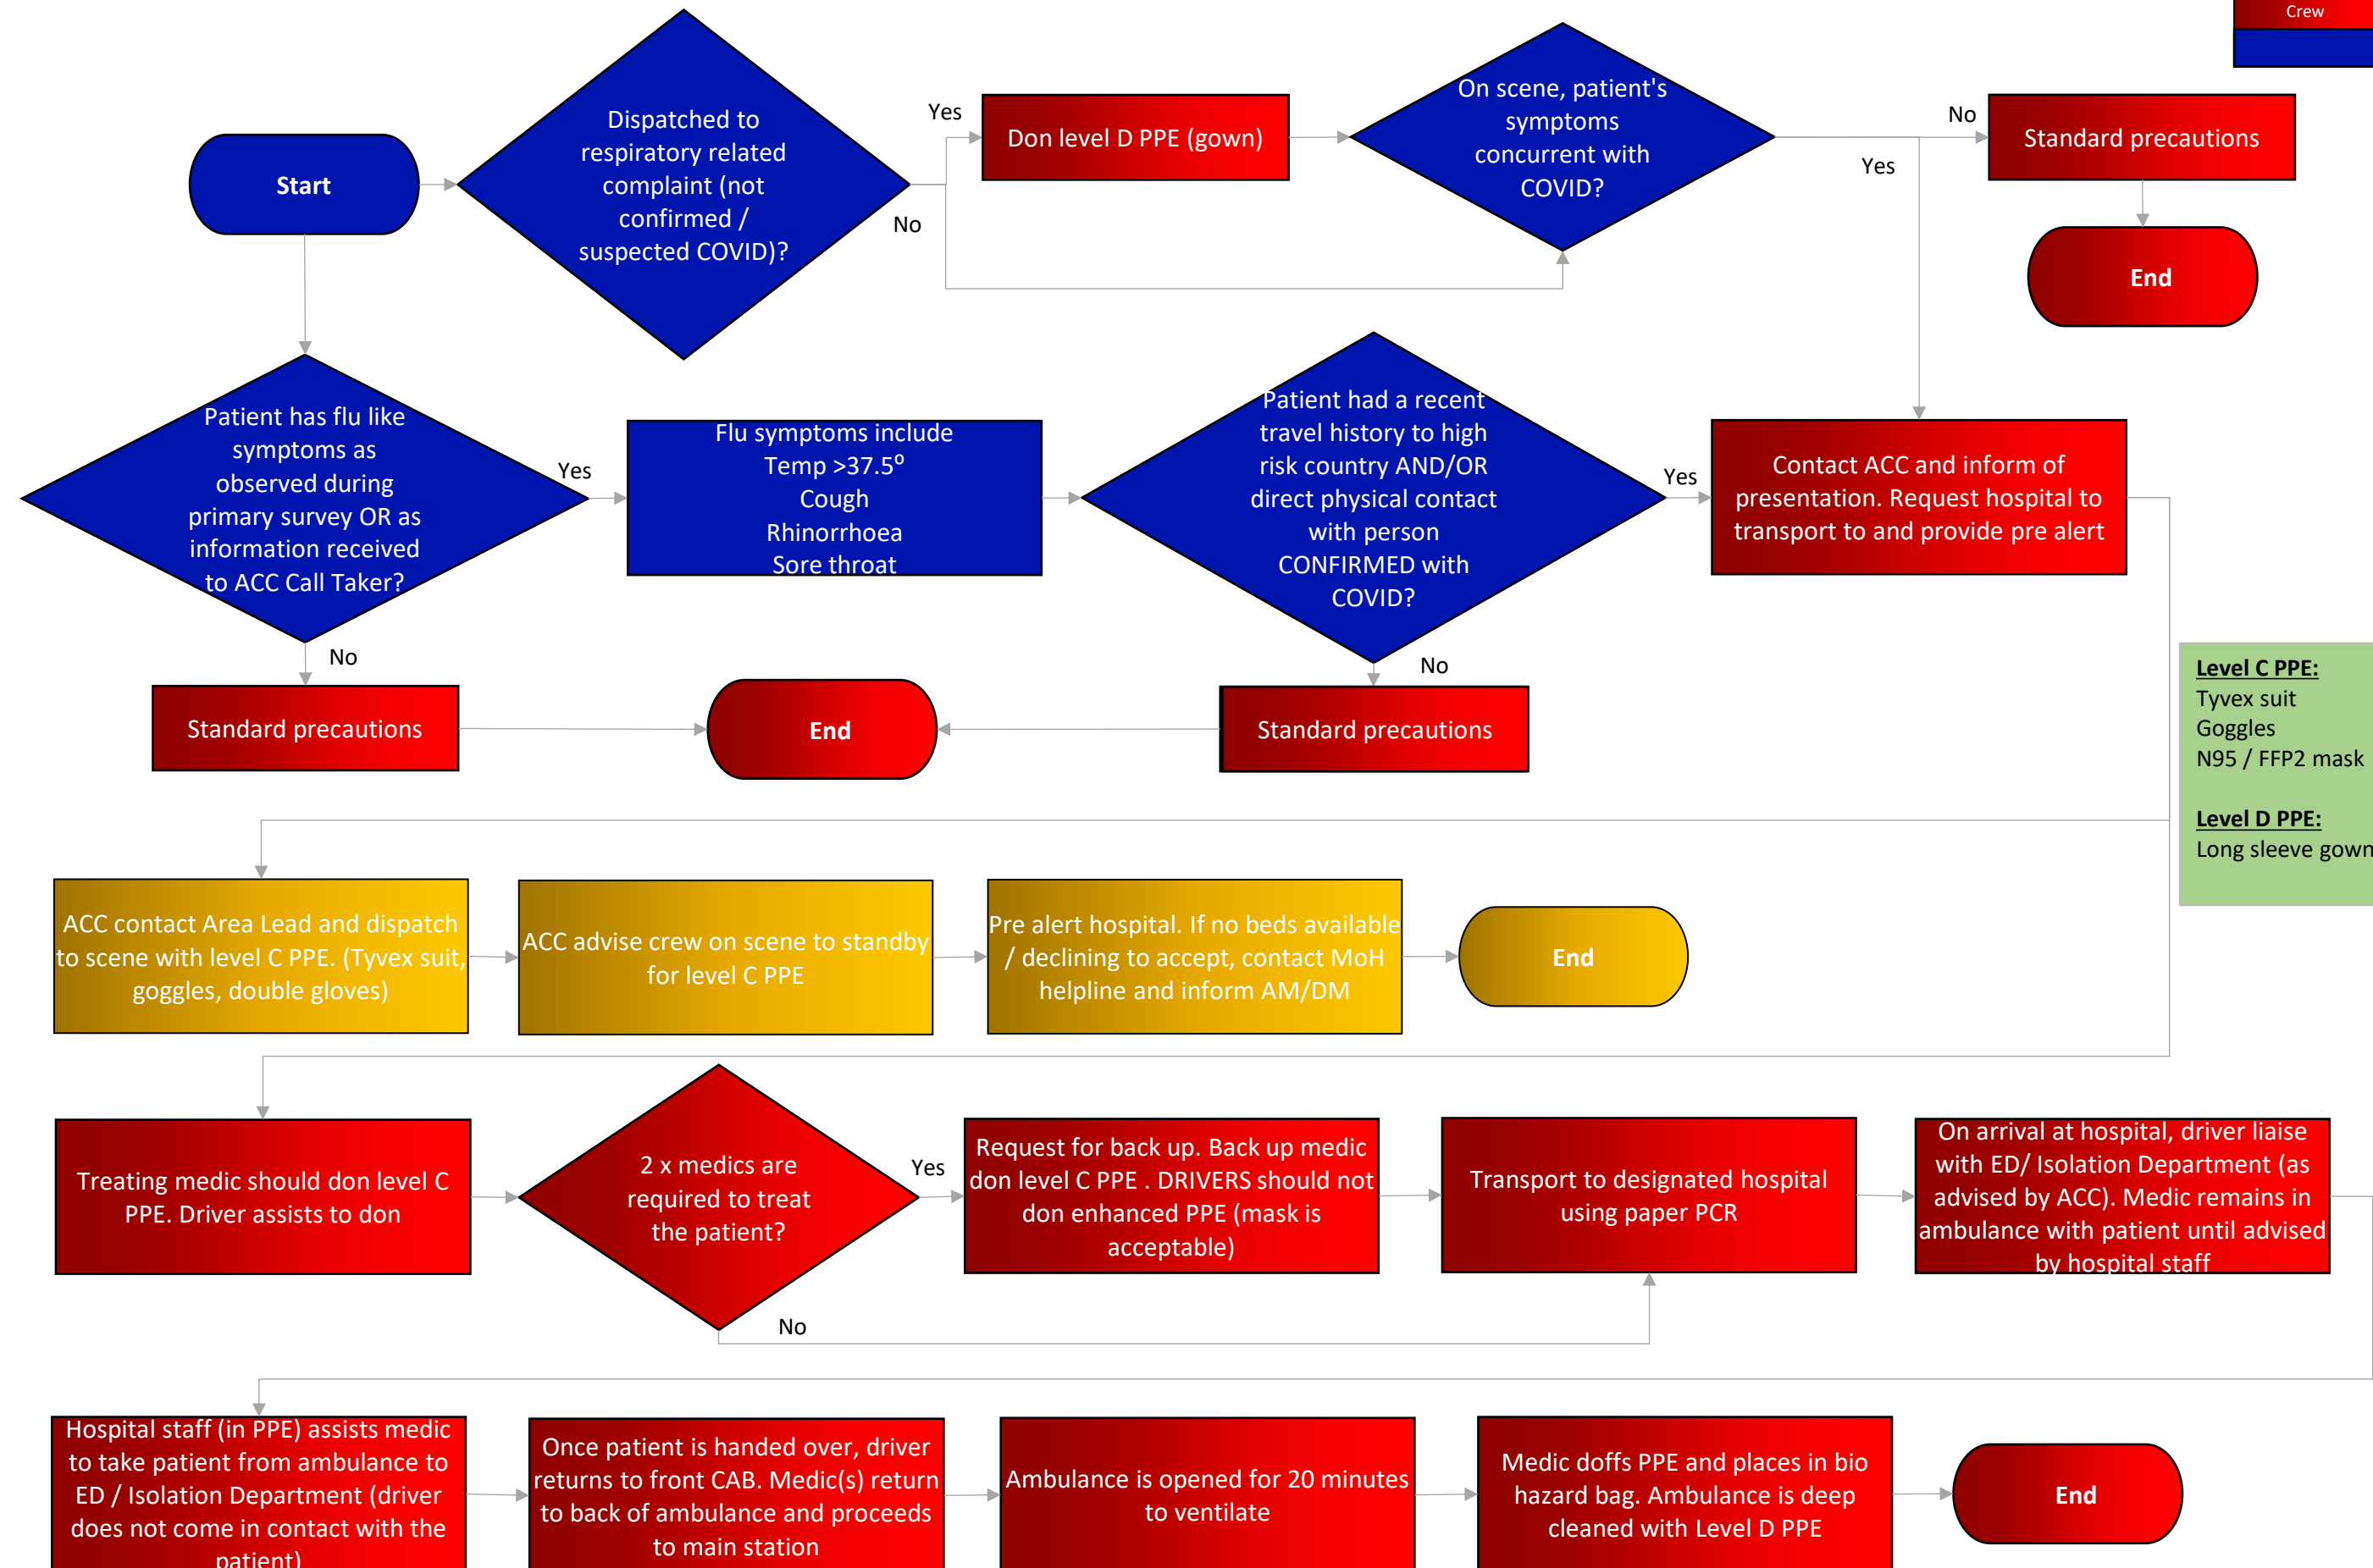 Crew
Start
Dispatched to
respiratory related
complaint (not
confirmed /
suspected COVID)?
Yes
No
Don level D PPE (gown)
On scene, patient's
symptoms
concurrent with
COVID?
No
Yes
Standard precautions
End
Patient has flu like
symptoms as
observed during
primary survey OR as
information received
to ACC Call Taker?
Yes
No
Flu symptoms include
Temp >37.5⁰
Cough
Rhinorrhoea
Sore throat
Patient had a recent
travel history to high
risk country AND/OR
direct physical contact
with person
CONFIRMED with
COVID?
Yes
No
Contact ACC and inform of
presentation. Request hospital to
transport to and provide pre alert
Standard precautions
End
Standard precautions
Level C PPE:
Tyvex suit
Goggles
N95 / FFP2 mask
Level D PPE:
Long sleeve gown
ACC contact Area Lead and dispatch
to scene with level C PPE. (Tyvex suit,
goggles, double gloves)
ACC advise crew on scene to standby
for level C PPE
Pre alert hospital. If no beds available
/ declining to accept, contact MoH
helpline and inform AM/DM
End
Treating medic should don level C
PPE. Driver assists to don
2 x medics are
required to treat
the patient?
Yes
No
Request for back up. Back up medic
don level C PPE . DRIVERS should not
don enhanced PPE (mask is
acceptable)
Transport to designated hospital
using paper PCR
On arrival at hospital, driver liaise
with ED/ Isolation Department (as
advised by ACC). Medic remains in
ambulance with patient until advised
by hospital staff
Hospital staff (in PPE) assists medic
to take patient from ambulance to
ED / Isolation Department (driver
does not come in contact with the
patient)
Once patient is handed over, driver
returns to front CAB. Medic(s) return
to back of ambulance and proceeds
to main station
Ambulance is opened for 20 minutes
to ventilate
Medic doffs PPE and places in bio
hazard bag. Ambulance is deep
cleaned with Level D PPE
End